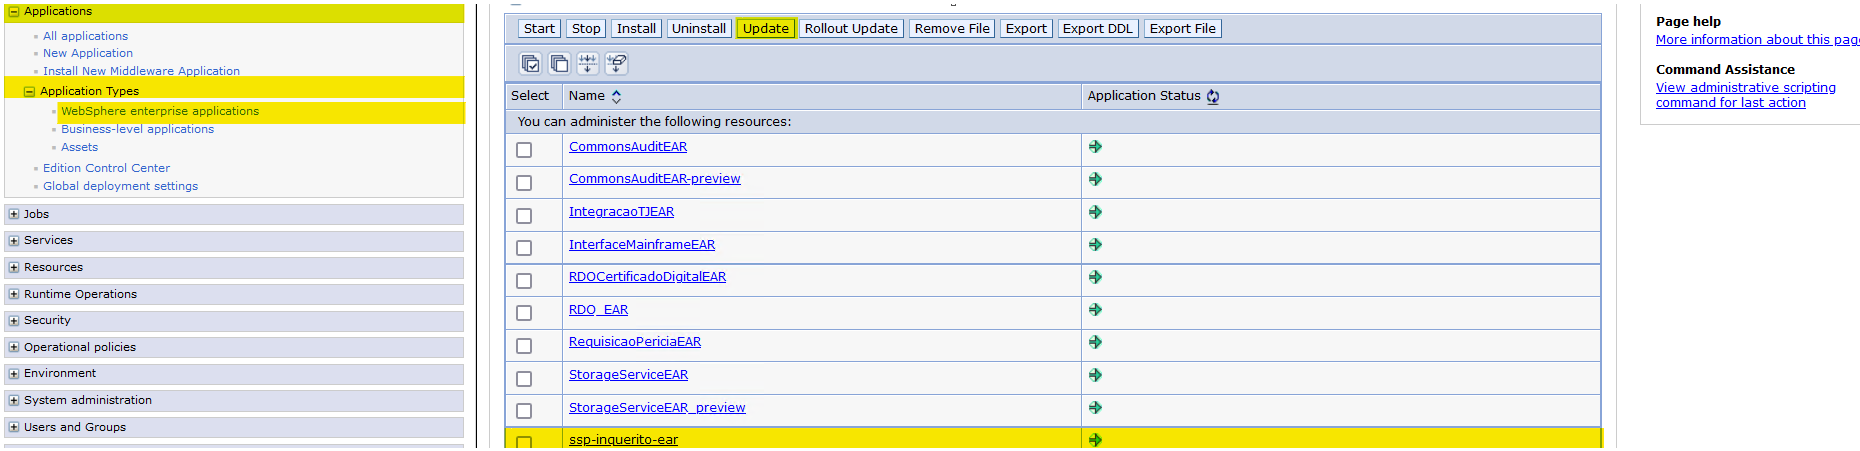 Applications
All applications
New Application
Install New Middleware Application
Application Types
WebSphere enterprise applications
Business-level applications
Assets
Edition Control Center
Global deployment settings
Jobs
Services
Resources
Runtime Operations
Security
Operational policies
Environment
System administration
Users and Groups
Start Stop Install Uninstall Update Rollout Update Remove File Export Export DDL Export File
Select Name Application Status
You can administer the following resources:
CommonsAuditEAR
CommonsAuditEAR-preview
IntegracaoTJEAR
InterfaceMainframeEAR
RDOCertificadoDigitalEAR
RDO_EAR
RequisicaoPericiaEAR
StorageServiceEAR
StorageServiceEAR_preview
ssp-inquerito-ear
Page help
More information about this page
Command Assistance
View administrative scripting
command for last action